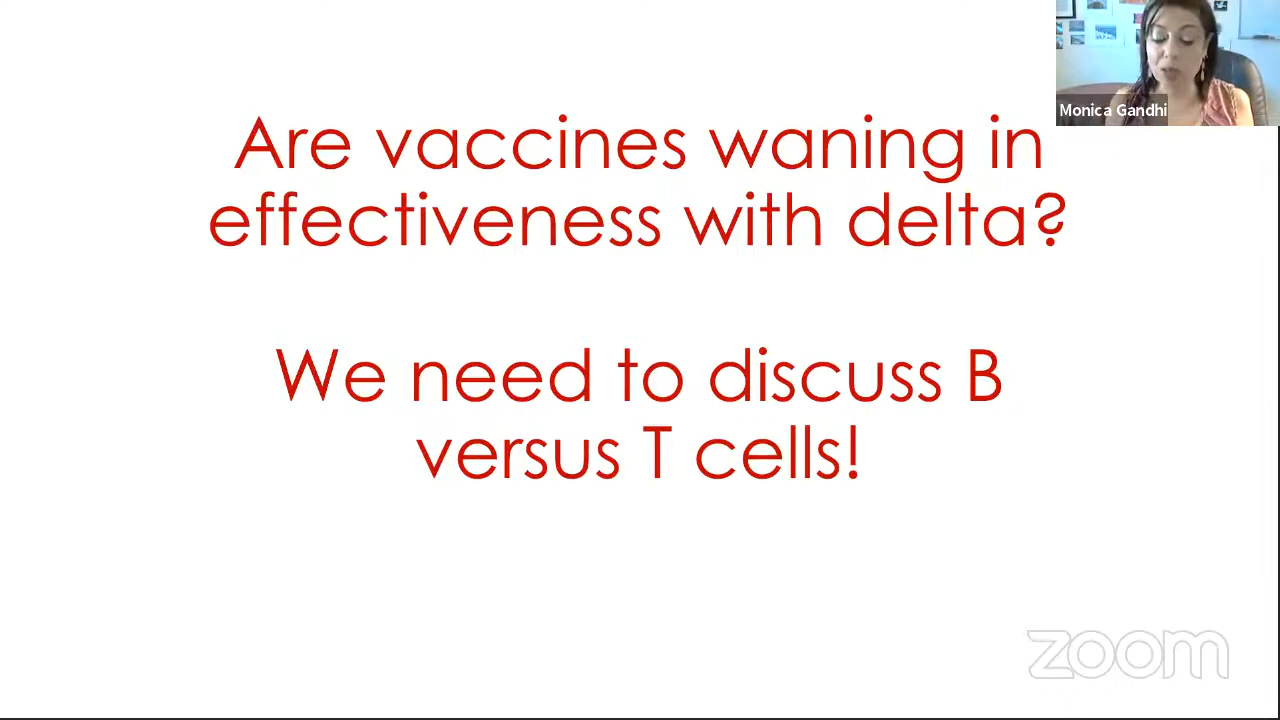 Monica Gandhi
Are vaccines waning in
effectiveness with delta?
We need to discuss B
versus T cells!
zoom